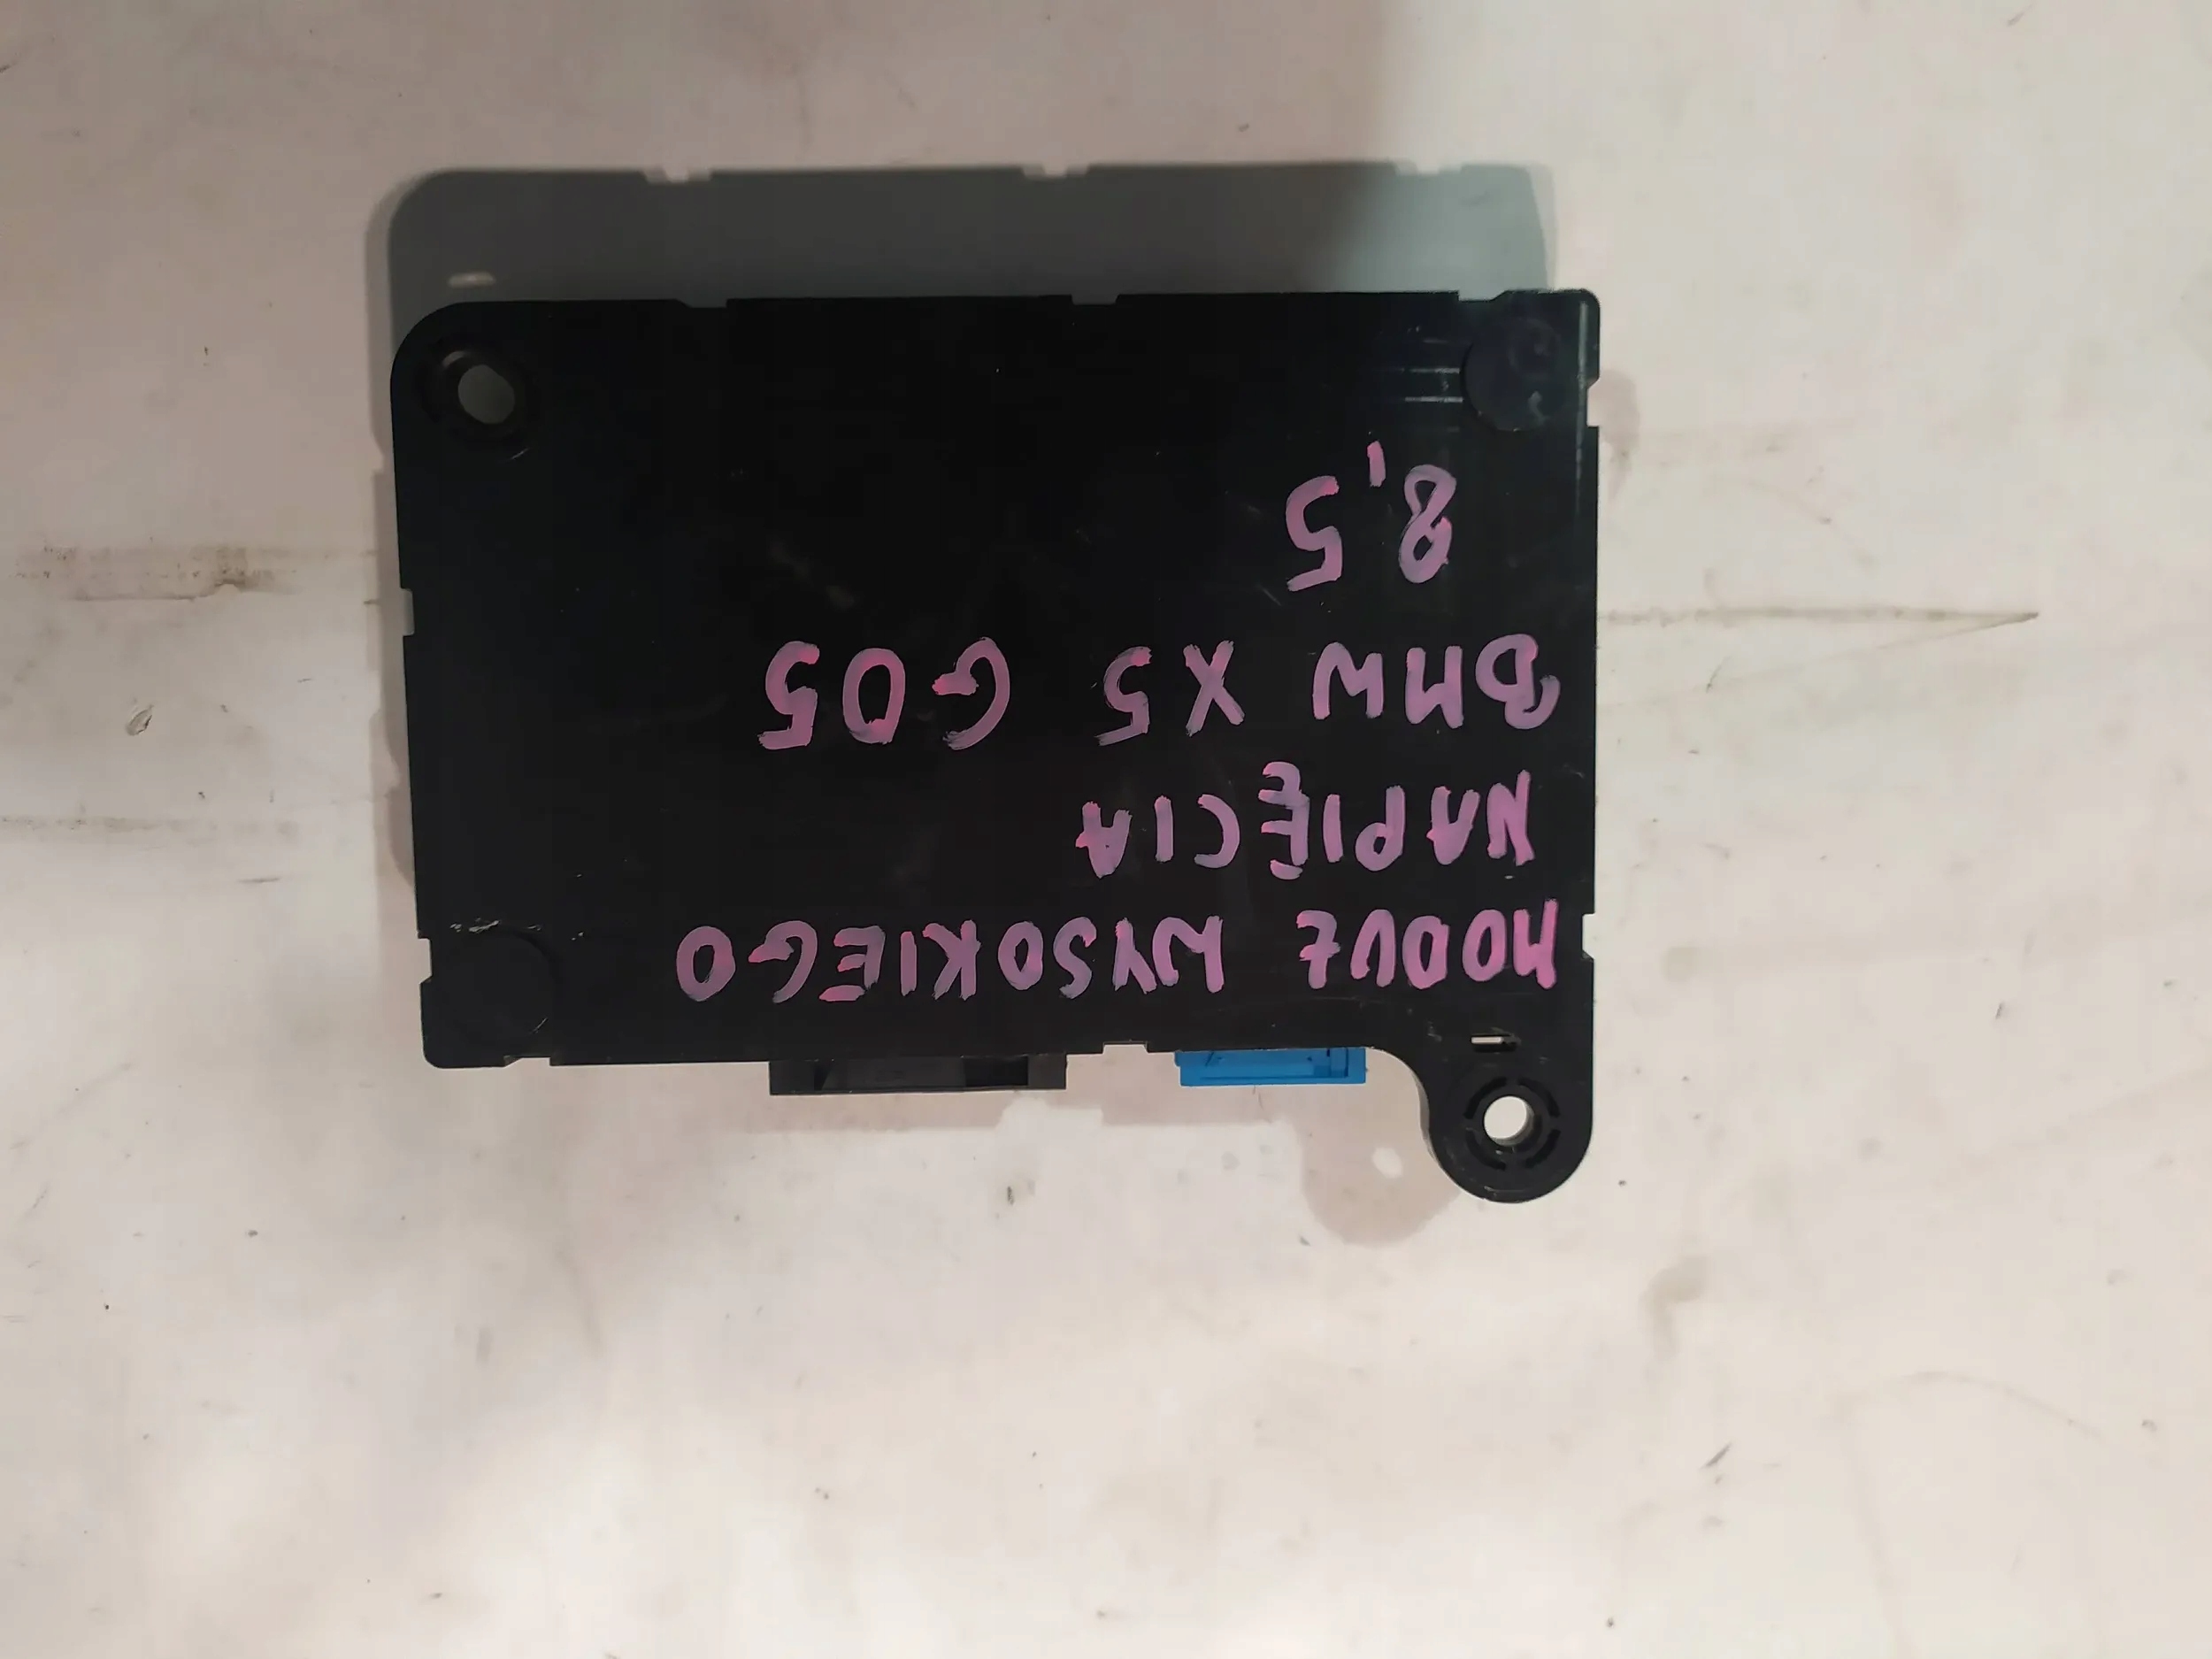 MODUŁ WYSOKIEGO
NAPIĘCIA
BMW X5 G05
8,5